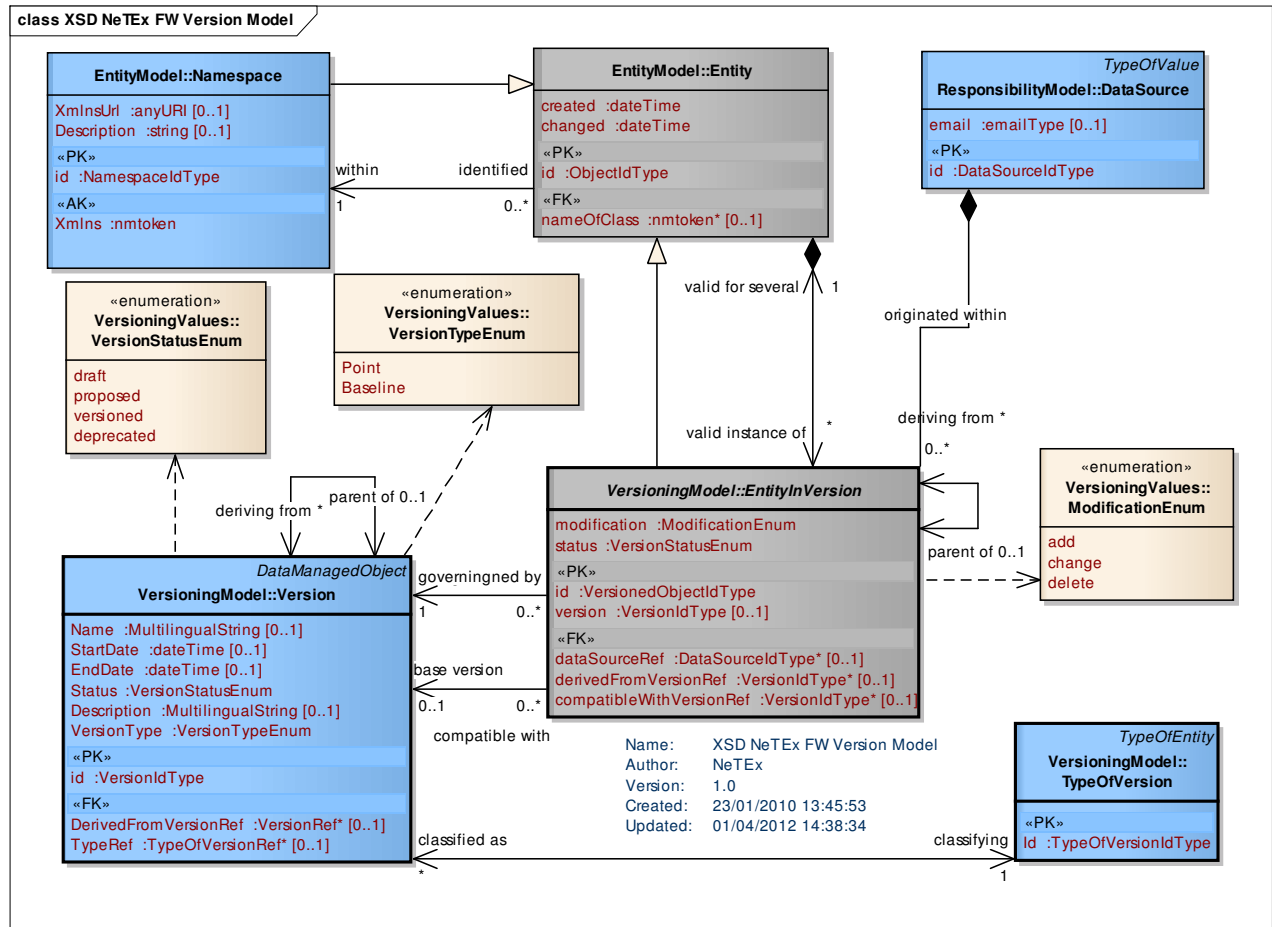 class XSD NeTEx FW Version Model
EntityModel::Namespace
XmlnsUrl :anyURI [0..1]
Description :string [0..1]
«PK»
id :NamespaceIdType
«AK»
Xmlns :nmtoken
EntityModel::Entity
created :dateTime
changed :dateTime
«PK»
id :ObjectIdType
«FK»
nameOfClass :nmtoken* [0..1]
TypeOfValue
ResponsibilityModel::DataSource
email :emailType [0..1]
«PK»
id :DataSourceIdType
within
1
identified
0..*
valid for several
1
originated within
«enumeration»
VersioningValues::
VersionStatusEnum
draft
proposed
versioned
deprecated
«enumeration»
VersioningValues::
VersionTypeEnum
Point
Baseline
valid instance of
*
deriving from *
0..*
parent of 0..1
deriving from *
parent of 0..1
VersioningModel::EntityInVersion
modification :ModificationEnum
status :VersionStatusEnum
«PK»
id :VersionedObjectIdType
version :VersionIdType [0..1]
«FK»
dataSourceRef :DataSourceIdType* [0..1]
derivedFromVersionRef :VersionIdType* [0..1]
compatibleWithVersionRef :VersionIdType* [0..1]
«enumeration»
VersioningValues::
ModificationEnum
add
change
delete
DataManagedObject
VersioningModel::Version
Name :MultilingualString [0..1]
StartDate :dateTime [0..1]
EndDate :dateTime [0..1]
Status :VersionStatusEnum
Description :MultilingualString [0..1]
VersionType :VersionTypeEnum
«PK»
id :VersionIdType
«FK»
DerivedFromVersionRef :VersionRef* [0..1]
TypeRef :TypeOfVersionRef* [0..1]
governingned by
1
0..*
base version
0..1
0..*
compatible with
Name: XSD NeTEx FW Version Model
Author: NeTEx
Version: 1.0
Created: 23/01/2010 13:45:53
Updated: 01/04/2012 14:38:34
TypeOfEntity
VersioningModel::
TypeOfVersion
«PK»
Id :TypeOfVersionIdType
classified as
*
classifying
1